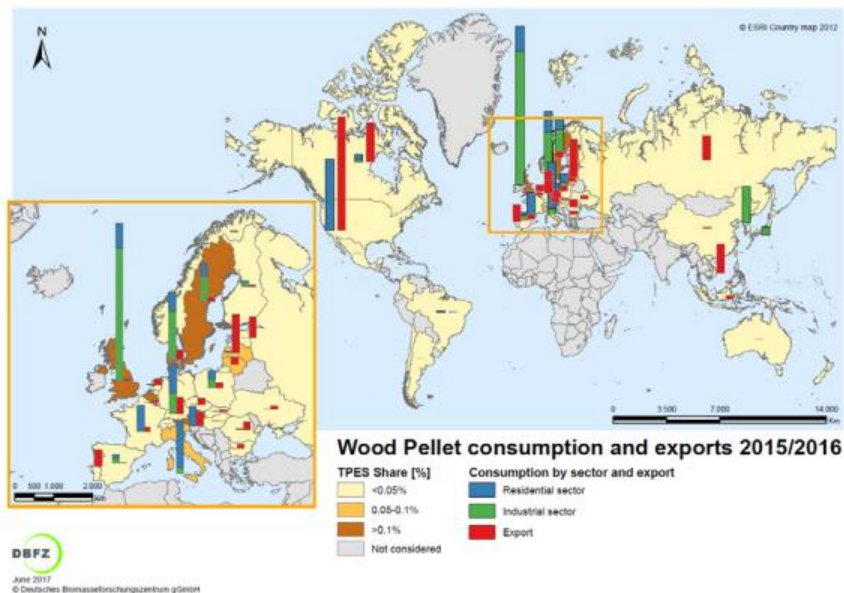 N
© ESRI Country map 2012
0 3.500 7.000 14.000
Km
0 500 1.000 2.000
Km
Wood Pellet consumption and exports 2015/2016
TPES Share [%]
<0.05%
0.05-0.1%
>0.1%
Not considered
Consumption by sector and export
Residential sector
Industrial sector
Export
DBFZ
June 2017
© Deutsches Biomasseforschungszentrum gGmbH